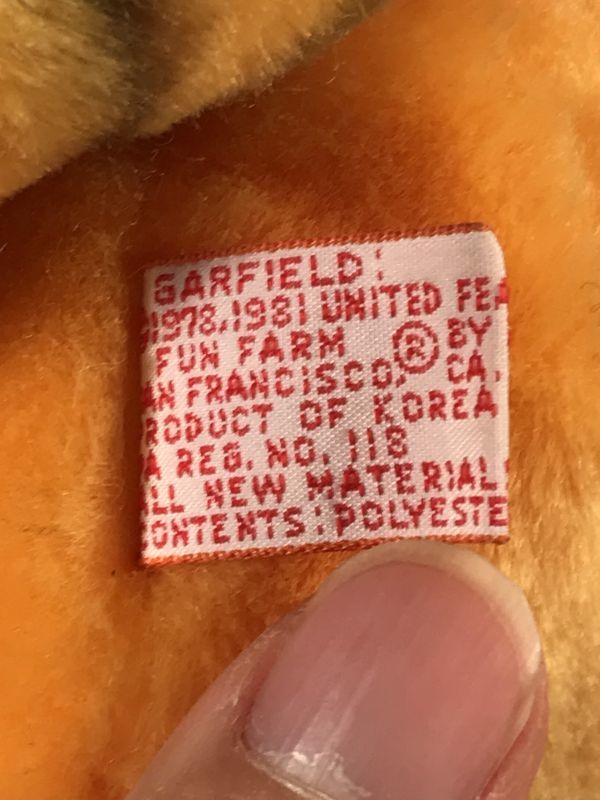 GARFIELD:
1978,1981 UNITED FEA
FUN FARM ® BY
AN FRANCISCO, CA.
RODUCT OF KOREA
A REG. NO. 118
LL NEW MATERIAL
ONTENTS: POLYESTE